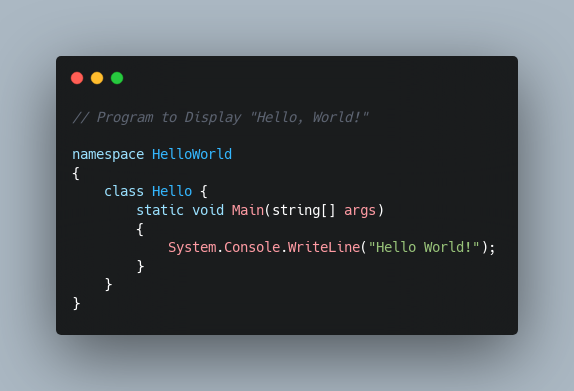 // Program to Display "Hello, World!"
namespace HelloWorld
{
    class Hello {
        static void Main(string[] args)
        {
            System.Console.WriteLine("Hello World!");
        }
    }
}